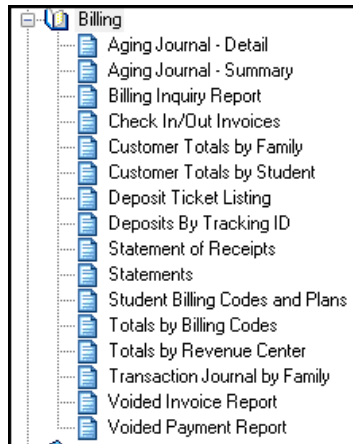 Billing
Aging Journal - Detail
Aging Journal - Summary
Billing Inquiry Report
Check In/Out Invoices
Customer Totals by Family
Customer Totals by Student
Deposit Ticket Listing
Deposits By Tracking ID
Statement of Receipts
Statements
Student Billing Codes and Plans
Totals by Billing Codes
Totals by Revenue Center
Transaction Journal by Family
Voided Invoice Report
Voided Payment Report